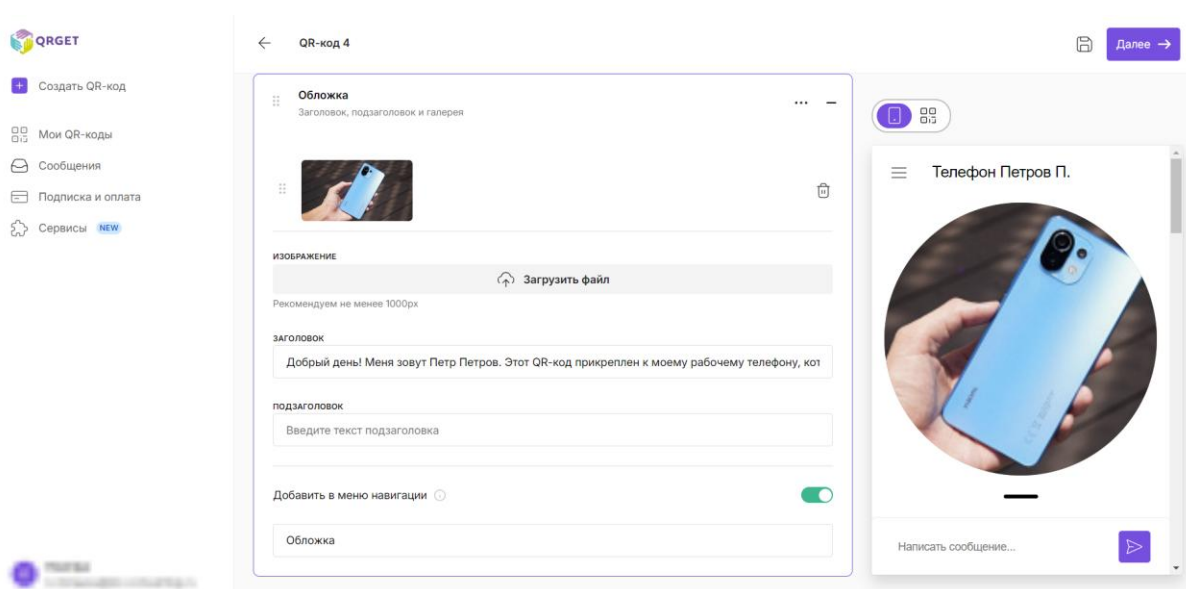 QRGET
Создать QR-код
Мои QR-коды
Сообщения
Подписка и оплата
Сервисы NEW
QR-код 4
Далее →
Обложка
Заголовок, подзаголовок и галерея
ИЗОБРАЖЕНИЕ
Загрузить файл
Рекомендуем не менее 1000px
ЗАГОЛОВОК
Добрый день! Меня зовут Петр Петров. Этот QR-код прикреплен к моему рабочему телефону, кот
ПОДЗАГОЛОВОК
Введите текст подзаголовка
Добавить в меню навигации
Обложка
Телефон Петров П.
Написать сообщение...